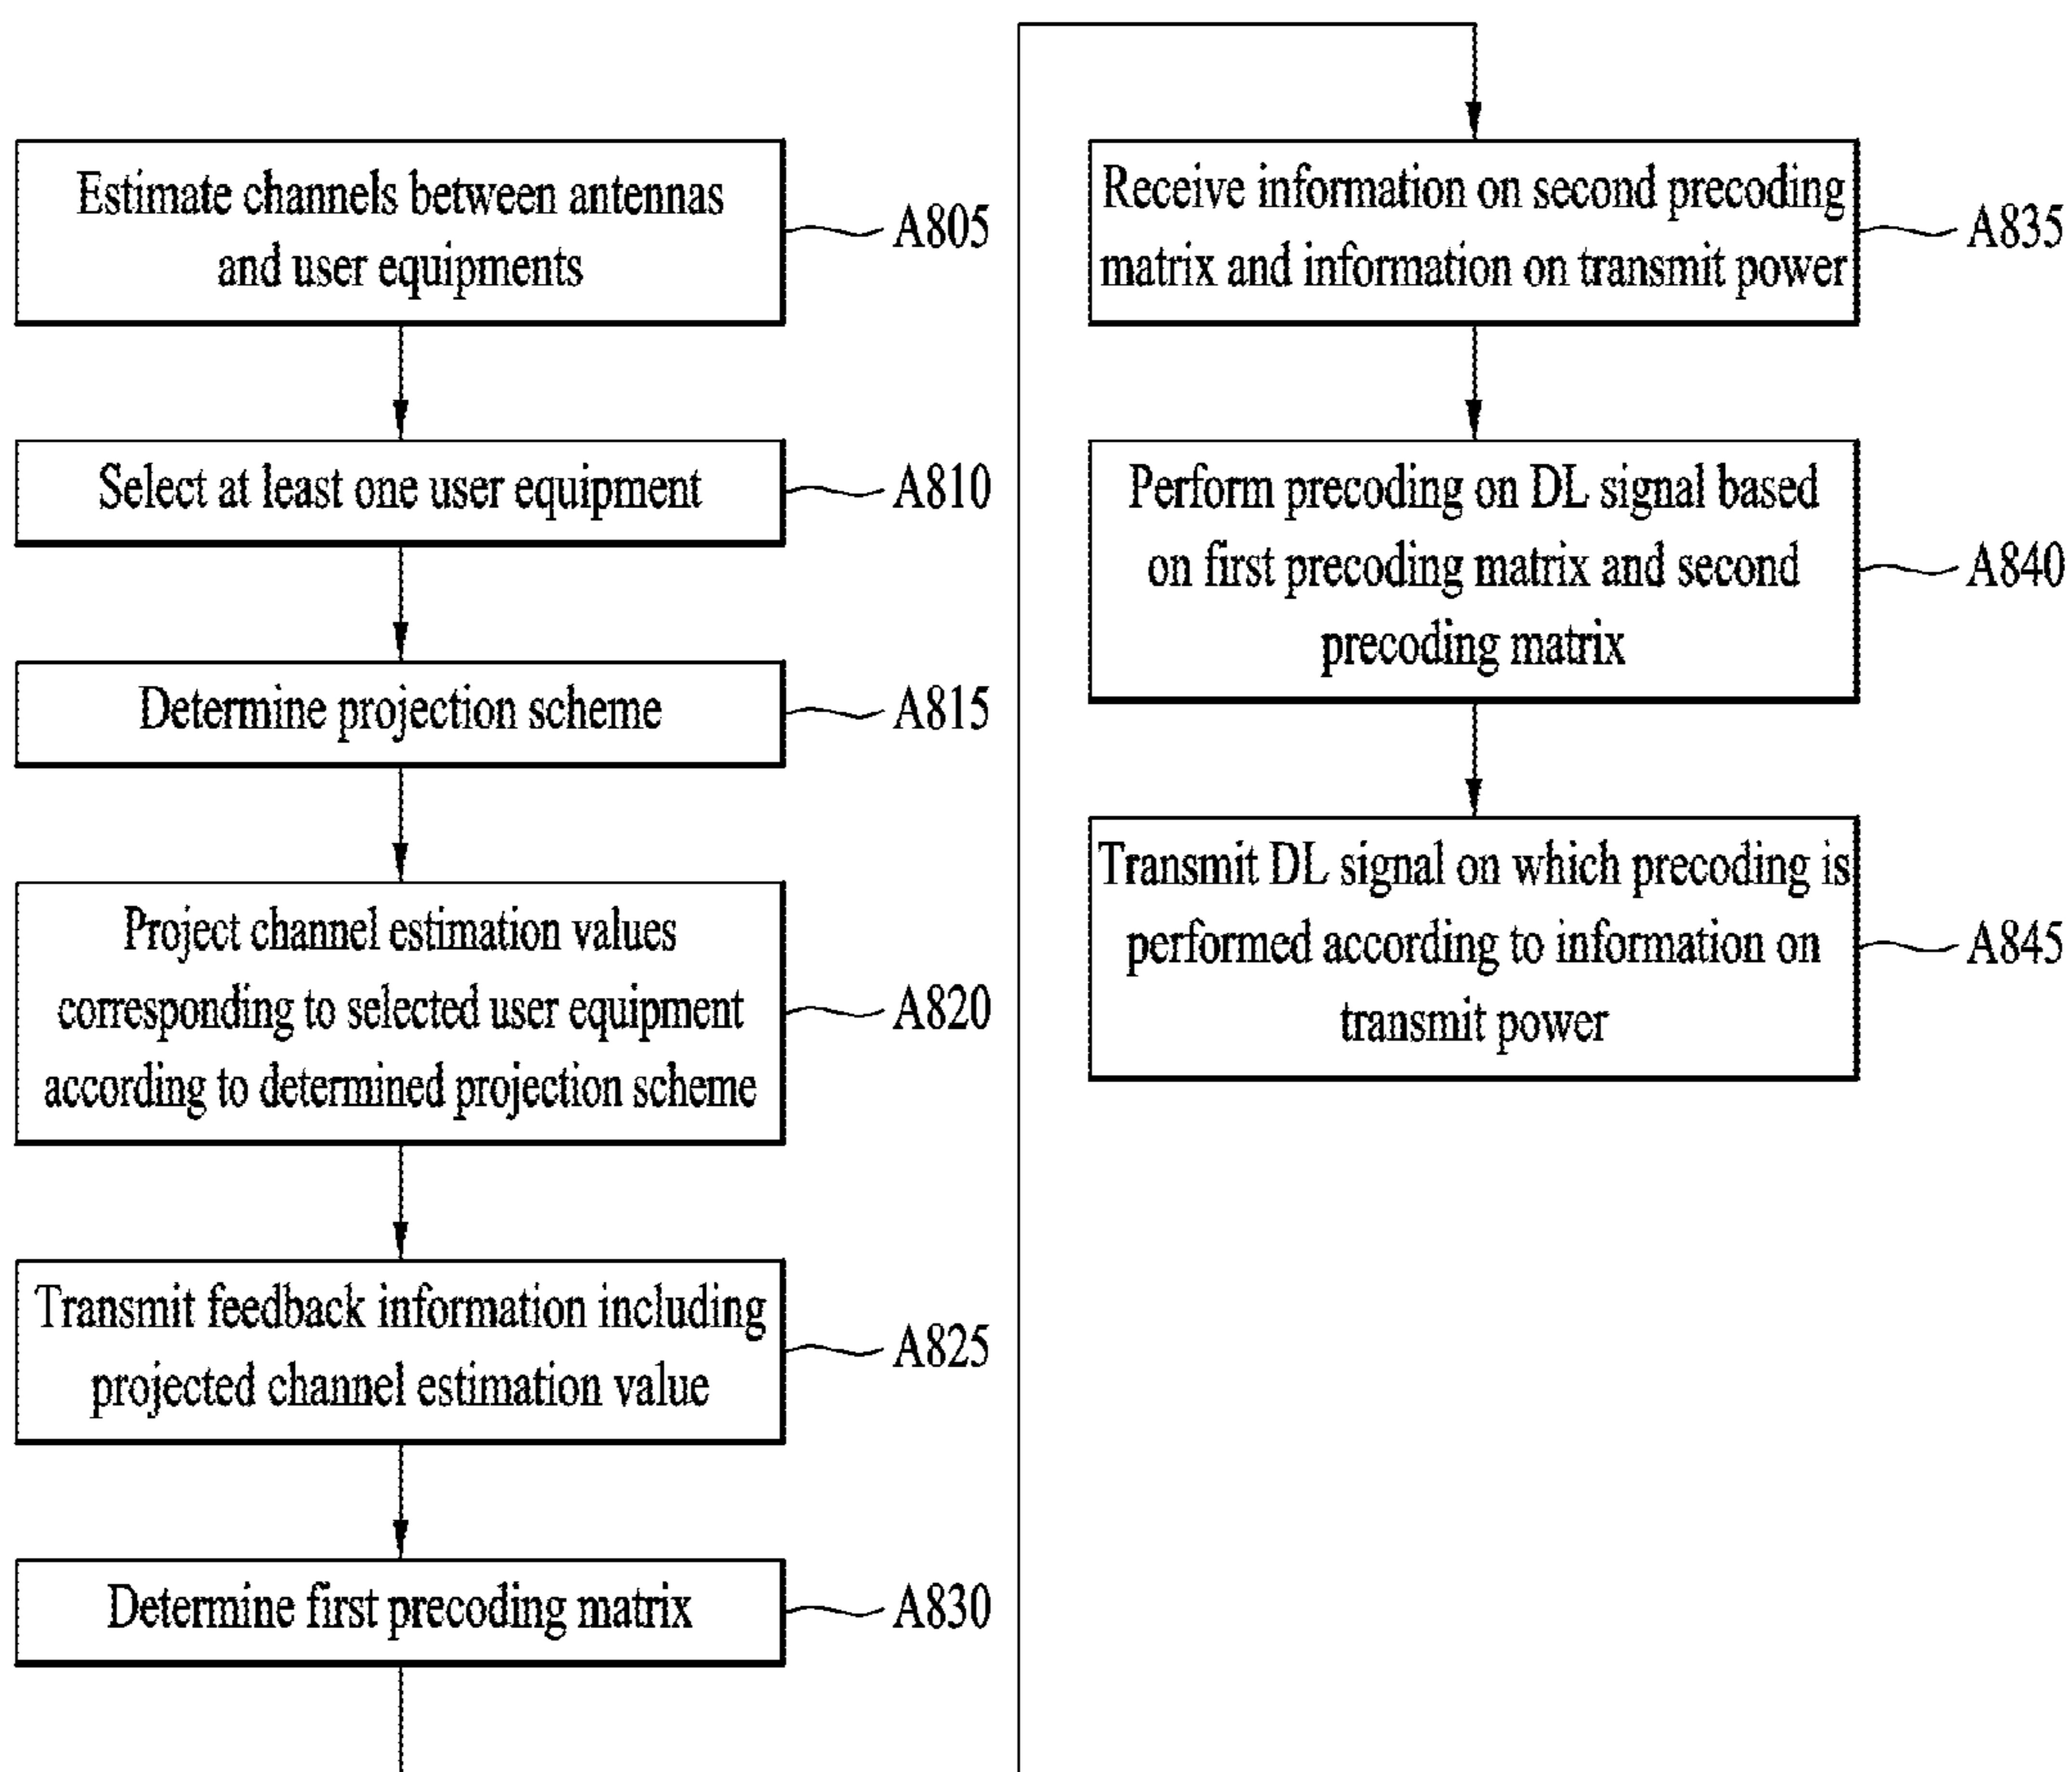 Estimate channels between antennas
and user equipments
A805
Select at least one user equipment
A810
Determine projection scheme
A815
Project channel estimation values
corresponding to selected user equipment
according to determined projection scheme
A820
Transmit feedback information including
projected channel estimation value
A825
Determine first precoding matrix
A830
Receive information on second precoding
matrix and information on transmit power
A835
Perform precoding on DL signal based
on first precoding matrix and second
precoding matrix
A840
Transmit DL signal on which precoding is
performed according to information on
transmit power
A845